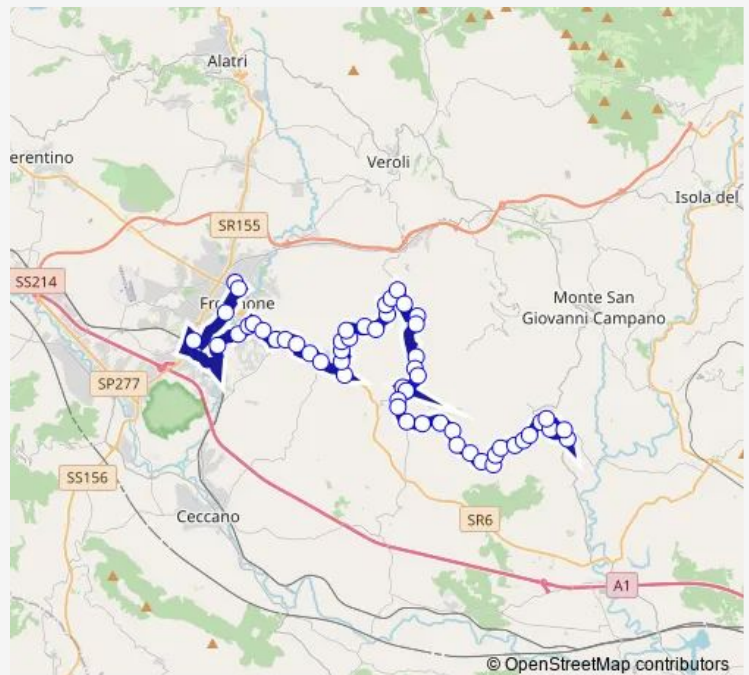 Alatri
erentino
Veroli
Isola del
SR155
SS214
Monte San
Giovanni Campano
SP277
SS156
Ceccano
SR6
A1
© OpenStreetMap contributors